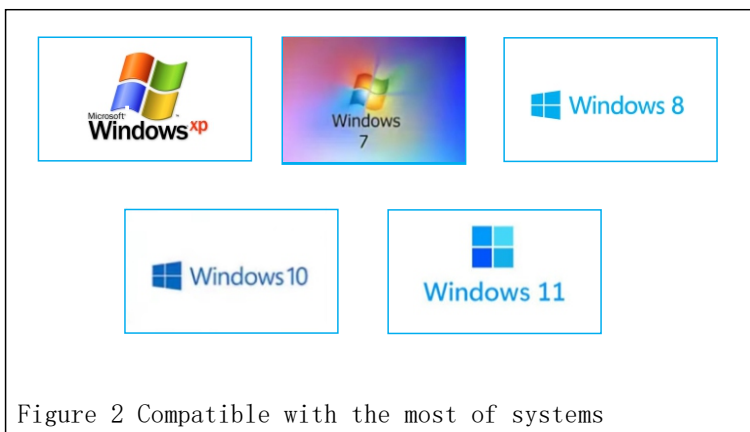 Microsoft
Windows xp
Windows
7
Windows 8
Windows 10
Windows 11
Figure 2 Compatible with the most of systems